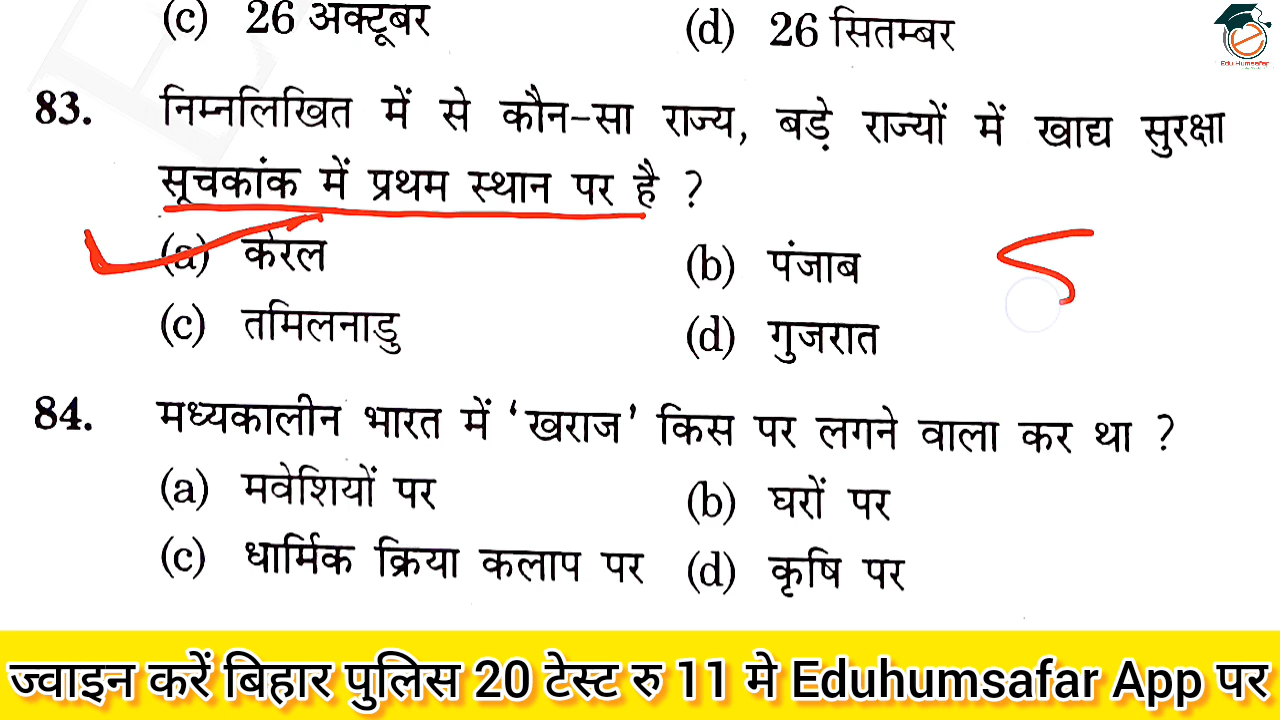 (c) 26 अक्टूबर (d) 26 सितम्बर
Edu Humsafar
83. निम्नलिखित में से कौन-सा राज्य, बड़े राज्यों में खाद्य सुरक्षा
सूचकांक में प्रथम स्थान पर है ?
(a) केरल (b) पंजाब
(c) तमिलनाडु (d) गुजरात
84. मध्यकालीन भारत में ‘खराज’ किस पर लगने वाला कर था ?
(a) मवेशियों पर (b) घरों पर
(c) धार्मिक क्रिया कलाप पर (d) कृषि पर
ज्वाइन करें बिहार पुलिस 20 टेस्ट रु 11 मे Eduhumsafar App पर